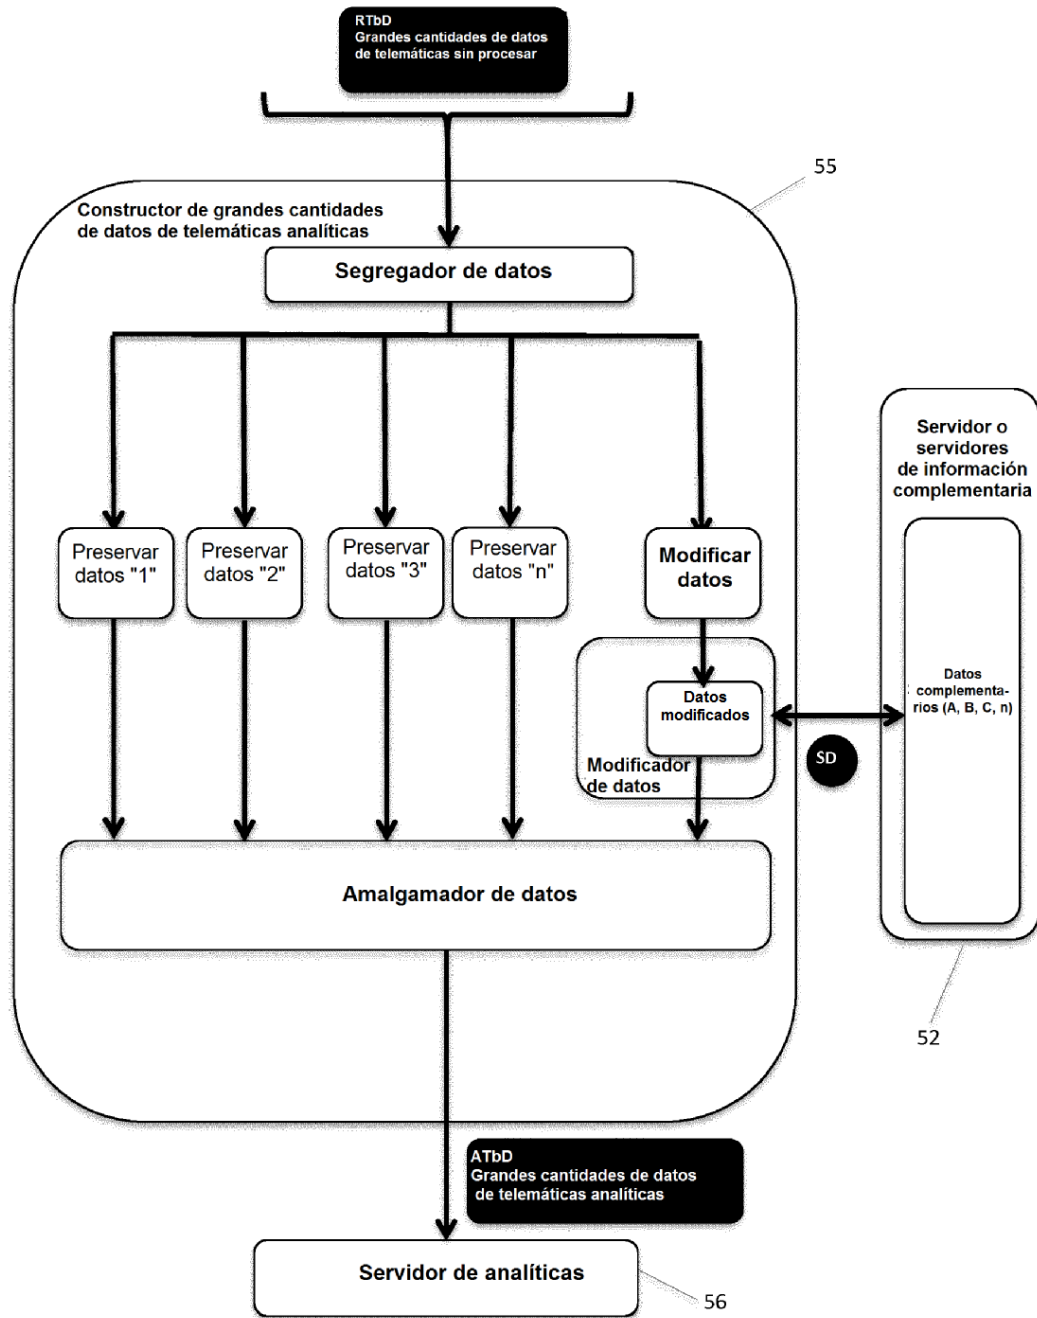 RTbD
Grandes cantidades de datos
de telemáticas sin procesar
55
Constructor de grandes cantidades
de datos de telemáticas analíticas
Segregador de datos
Servidor o
servidores
de información
complementaria
Preservar
datos "1"
Preservar
datos "2"
Preservar
datos "3"
Preservar
datos "n"
Modificar
datos
Datos
modificados
Modificador
de datos
SD
Datos
complementa-
rios (A, B, C, n)
Amalgamador de datos
52
ATbD
Grandes cantidades de datos
de telemáticas analíticas
Servidor de analíticas
56